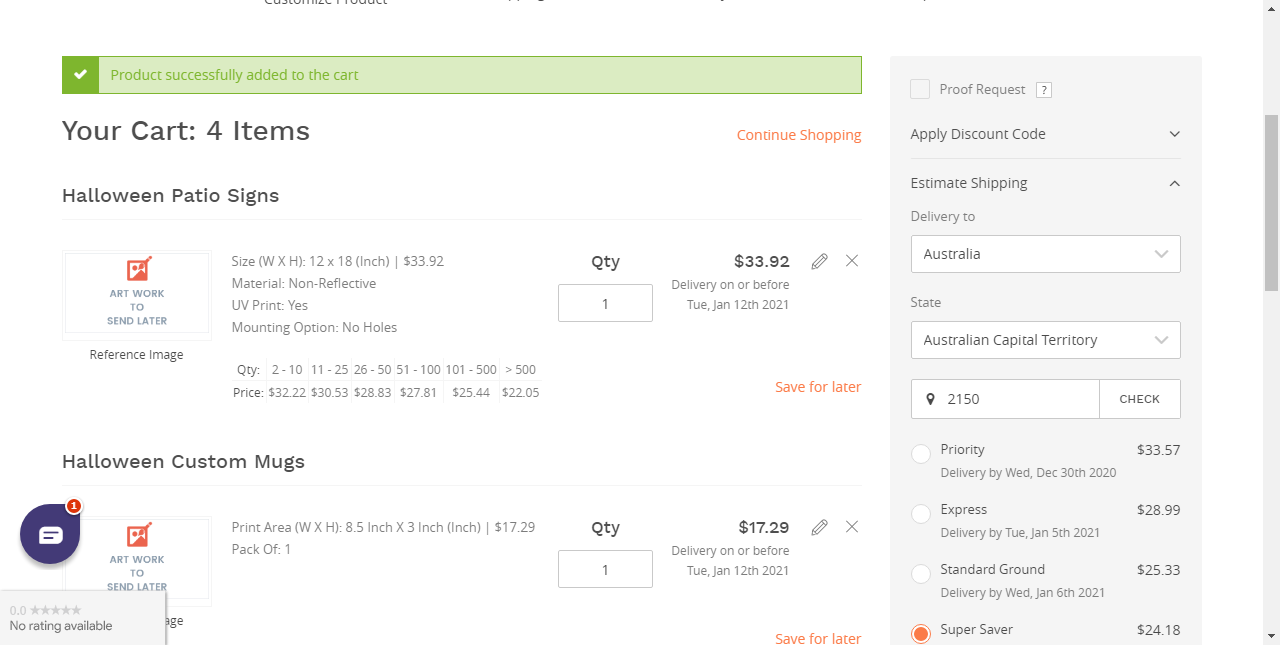 Customize Product
Product successfully added to the cart
Your Cart: 4 Items
Continue Shopping
Halloween Patio Signs
ART WORK
TO
SEND LATER
Reference Image
Size (W X H): 12 x 18 (Inch) | $33.92
Material: Non-Reflective
UV Print: Yes
Mounting Option: No Holes
Qty
1
$33.92
Delivery on or before
Tue, Jan 12th 2021
Qty: 2 - 10 11 - 25 26 - 50 51 - 100 101 - 500 > 500
Price: $32.22 $30.53 $28.83 $27.81 $25.44 $22.05
Save for later
Halloween Custom Mugs
ART WORK
TO
SEND LATER
age
Print Area (W X H): 8.5 Inch X 3 Inch (Inch) | $17.29
Pack Of: 1
Qty
1
$17.29
Delivery on or before
Tue, Jan 12th 2021
Save for later
1
0.0
No rating available
Proof Request ?
Apply Discount Code
Estimate Shipping
Delivery to
Australia
State
Australian Capital Territory
2150 CHECK
Priority $33.57
Delivery by Wed, Dec 30th 2020
Express $28.99
Delivery by Tue, Jan 5th 2021
Standard Ground $25.33
Delivery by Wed, Jan 6th 2021
Super Saver $24.18